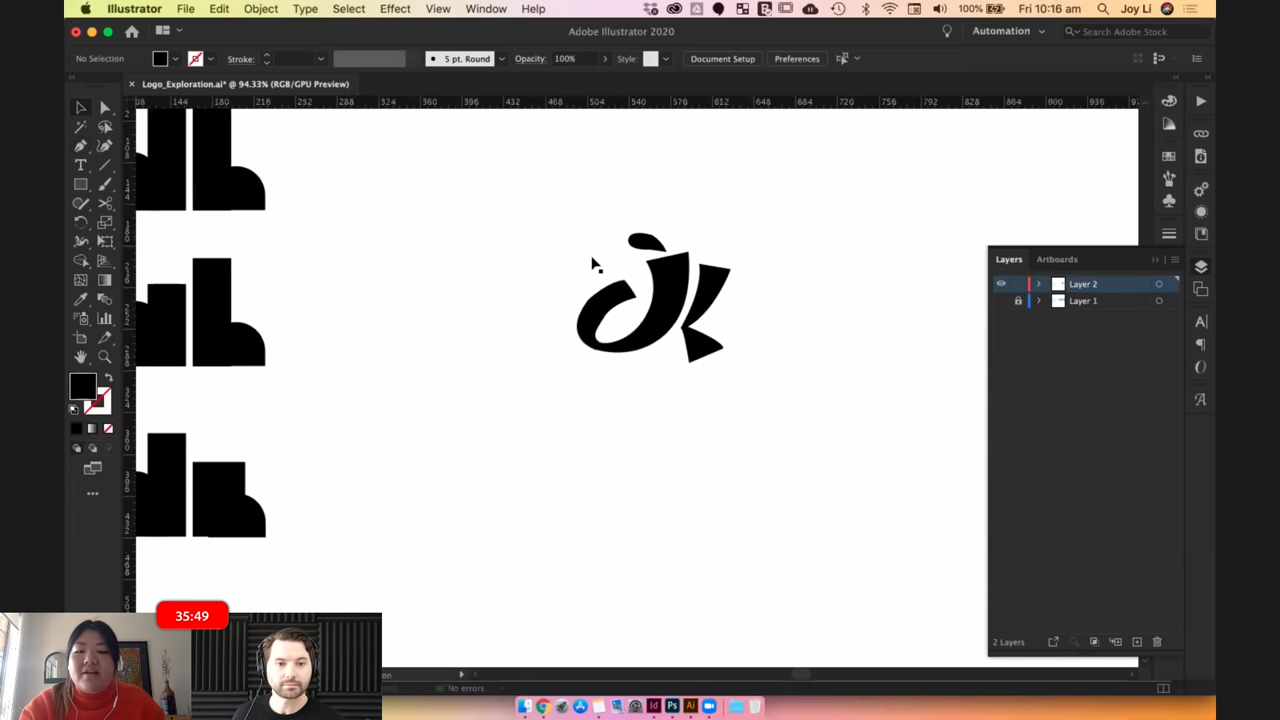 Illustrator File Edit Object Type Select Effect View Window Help 100% Fri 10:16 am Joy Li
Adobe Illustrator 2020 Automation Search Adobe Stock
No Selection Stroke: 5 pt. Round Opacity: 100% Style: Document Setup Preferences
Logo_Exploration.ai* @ 94.33% (RGB/GPU Preview)
144 180 216 252 288 324 360 396 432 468 504 540 576 612 648 684 720 756 792 828 864 900 936
Layers Artboards
Layer 2
Layer 1
2 Layers
No errors
35:49